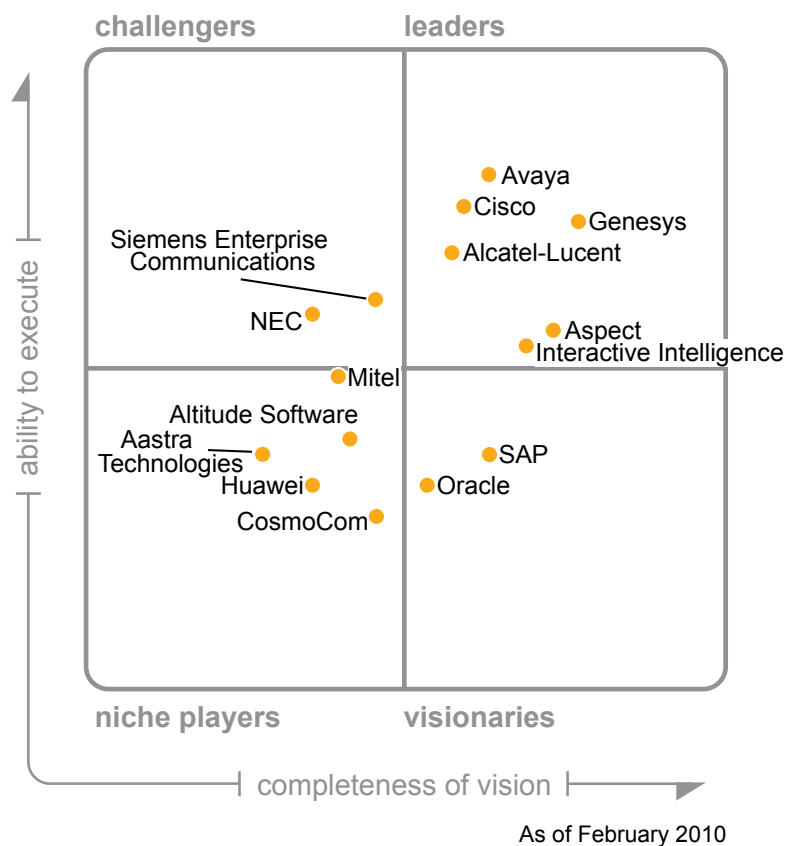 challengers
leaders
Avaya
Cisco
Genesys
Siemens Enterprise
Communications
Alcatel-Lucent
NEC
Aspect
Interactive Intelligence
Mitel
Altitude Software
Aastra
Technologies
SAP
Huawei
Oracle
CosmoCom
niche players
visionaries
ability to execute
completeness of vision
As of February 2010